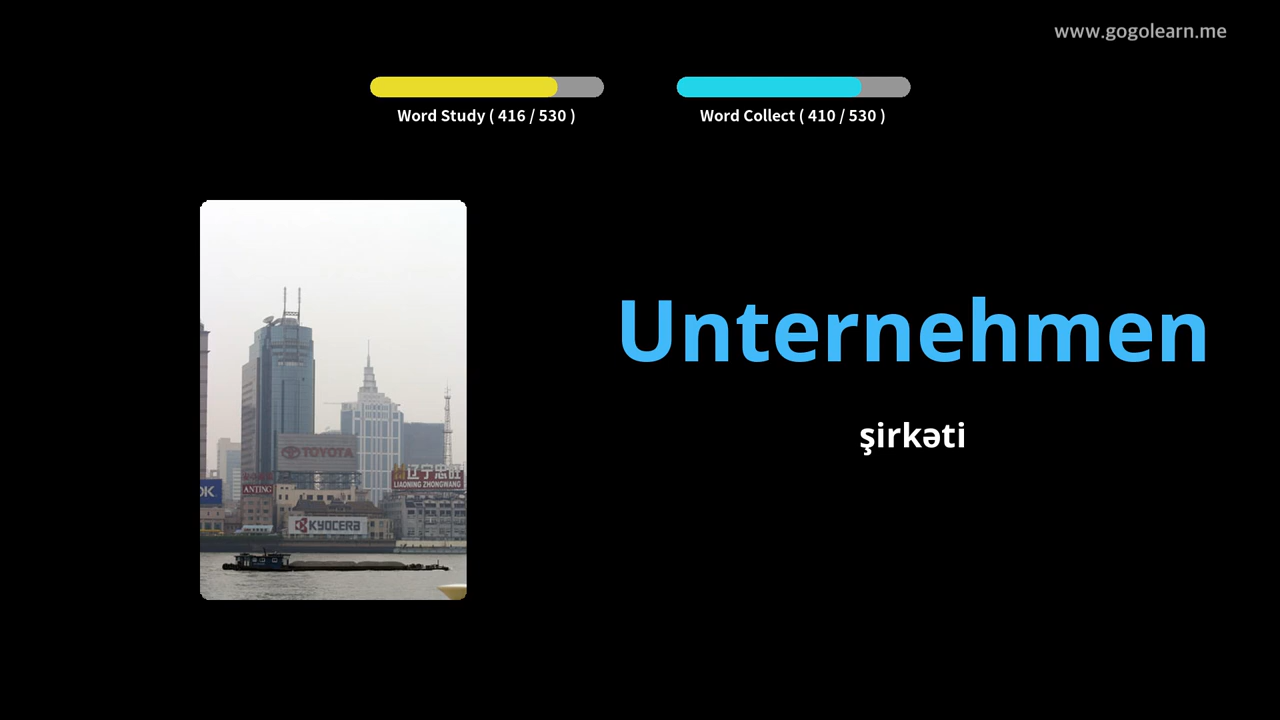 www.gogolearn.me
Word Study ( 416 / 530 )
Word Collect ( 410 / 530 )
Unternehmen
şirkəti
TOYOTA
辽宁忠旺
LIAONING ZHONGWANG
ANTING
KYOCERA